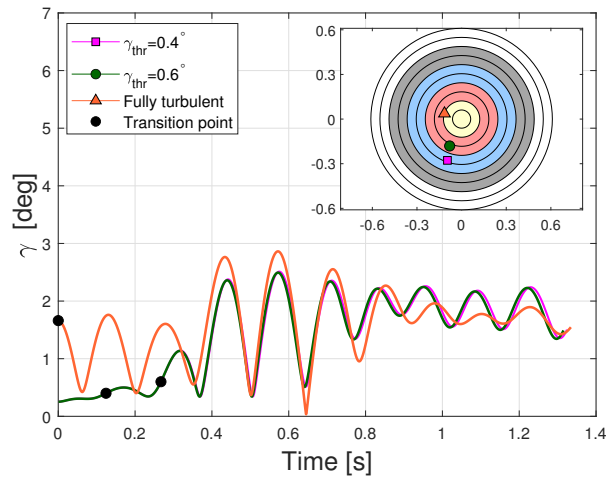 γthr=0.4°
γthr=0.6°
Fully turbulent
Transition point
7
6
5
4
3
2
1
0
γ [deg]
0 0.2 0.4 0.6 0.8 1 1.2 1.4
Time [s]
0.6
0.3
0
-0.3
-0.6
-0.6 -0.3 0 0.3 0.6